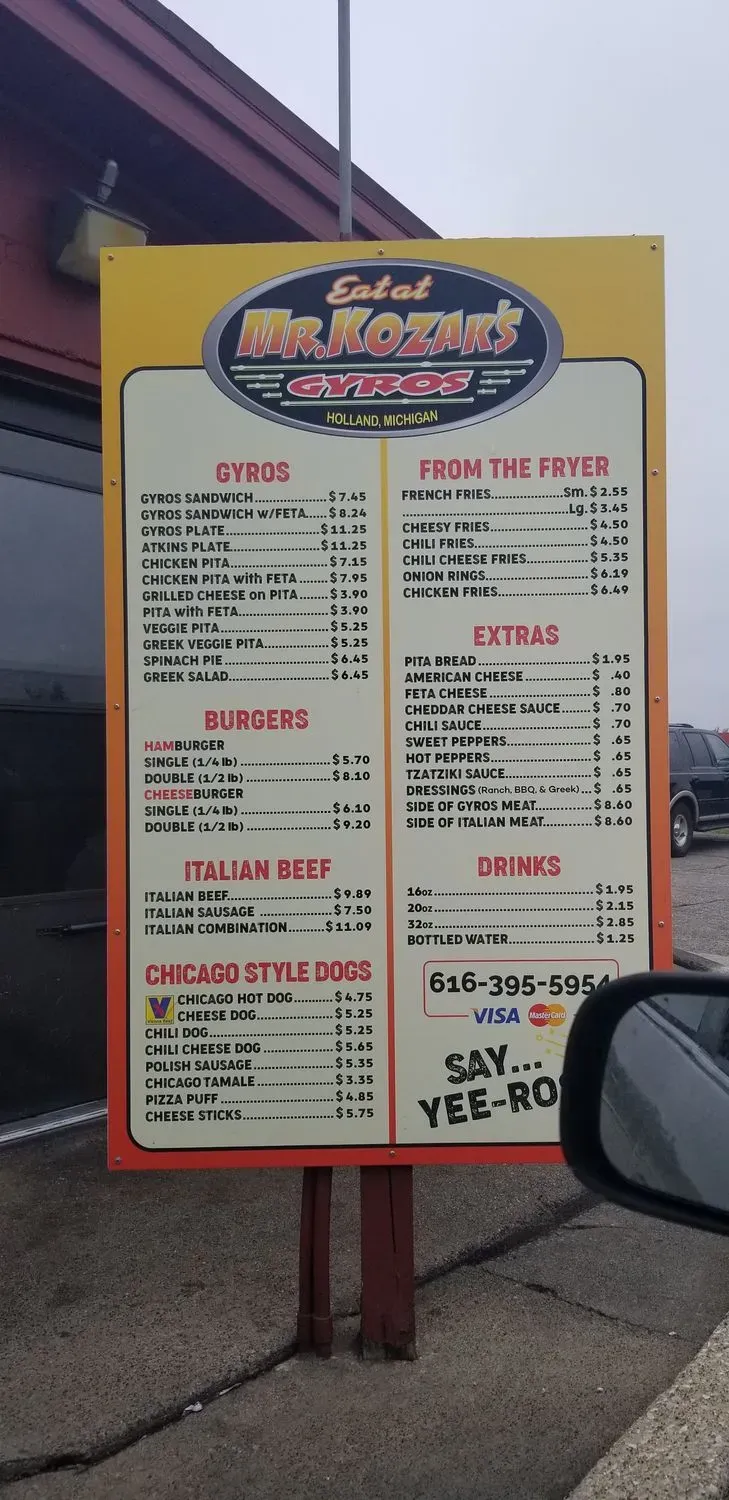 Eat at
MR. KOZAK'S
GYROS
HOLLAND, MICHIGAN
GYROS
GYROS SANDWICH.....................$7.45
GYROS SANDWICH w/FETA......$8.24
GYROS PLATE............................$11.25
ATKINS PLATE...........................$11.25
CHICKEN PITA.............................$7.15
CHICKEN PITA with FETA ........$7.95
GRILLED CHEESE on PITA........$3.90
PITA with FETA...........................$3.90
VEGGIE PITA................................$5.25
GREEK VEGGIE PITA...................$5.25
SPINACH PIE...............................$6.45
GREEK SALAD..............................$6.45
BURGERS
HAMBURGER
SINGLE (1/4 lb) ...........................$5.70
DOUBLE (1/2 lb) .........................$8.10
CHEESEBURGER
SINGLE (1/4 lb) ...........................$6.10
DOUBLE (1/2 lb) .........................$9.20
ITALIAN BEEF
ITALIAN BEEF..............................$9.89
ITALIAN SAUSAGE .....................$7.50
ITALIAN COMBINATION...........$11.09
CHICAGO STYLE DOGS
CHICAGO HOT DOG...........$4.75
CHEESE DOG.......................$5.25
CHILI DOG...................................$5.25
CHILI CHEESE DOG ...................$5.65
POLISH SAUSAGE......................$5.35
CHICAGO TAMALE.....................$3.35
PIZZA PUFF ................................$4.85
CHEESE STICKS..........................$5.75
FROM THE FRYER
FRENCH FRIES.....................Sm.$2.55
................................................Lg.$3.45
CHEESY FRIES.............................$4.50
CHILI FRIES.................................$4.50
CHILI CHEESE FRIES..................$5.35
ONION RINGS.............................$6.19
CHICKEN FRIES..........................$6.49
EXTRAS
PITA BREAD................................$1.95
AMERICAN CHEESE...................$ .40
FETA CHEESE .............................$ .80
CHEDDAR CHEESE SAUCE........$ .70
CHILI SAUCE................................$ .70
SWEET PEPPERS.........................$ .65
HOT PEPPERS..............................$ .65
TZATZIKI SAUCE.........................$ .65
DRESSINGS (Ranch, BBQ, & Greek)...$ .65
SIDE OF GYROS MEAT...............$8.60
SIDE OF ITALIAN MEAT.............$8.60
DRINKS
16oz..............................................$1.95
20oz.............................................$2.15
32oz.............................................$2.85
BOTTLED WATER........................$1.25
616-395-5954
VISA MasterCard
SAY...
YEE-RO